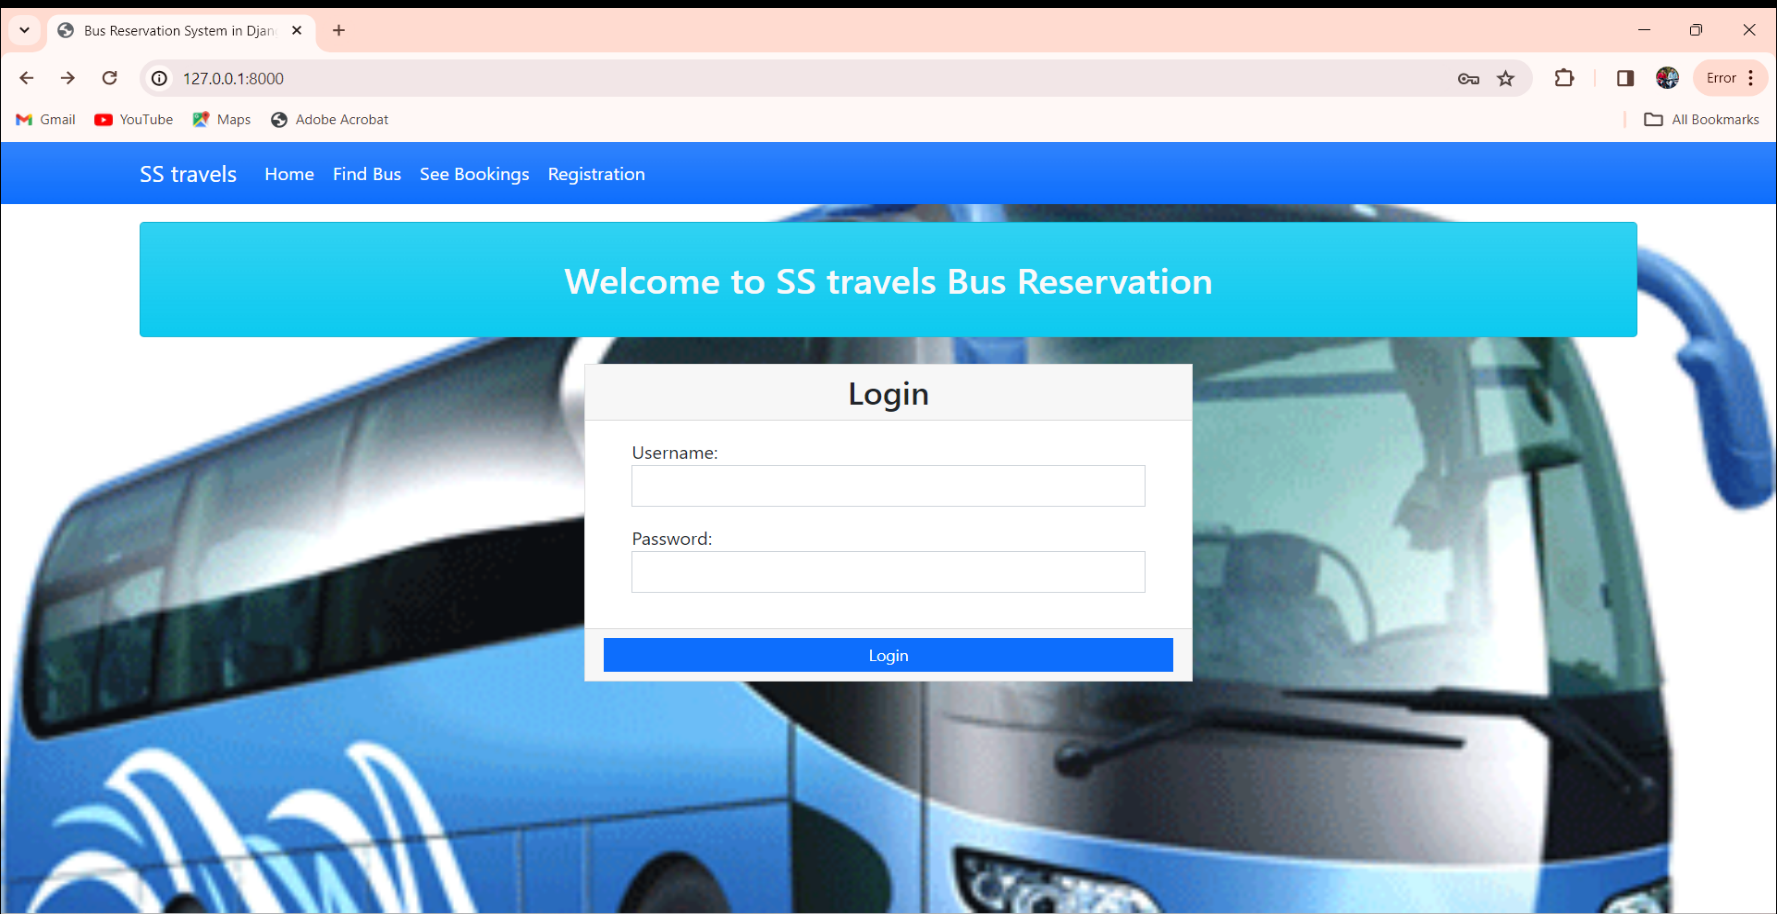 Bus Reservation System in Djan
127.0.0.1:8000
Error
Gmail YouTube Maps Adobe Acrobat All Bookmarks
SS travels Home Find Bus See Bookings Registration
Welcome to SS travels Bus Reservation
Login
Username:
Password:
Login